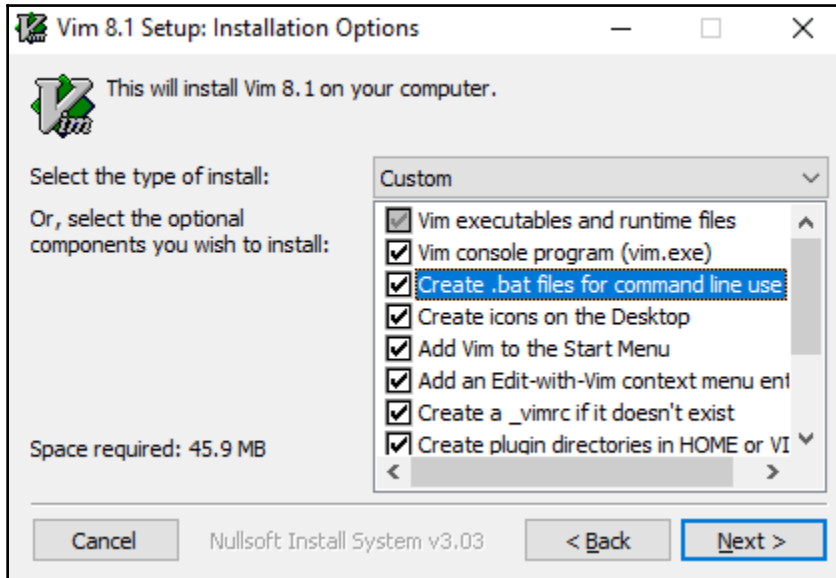 Vim 8.1 Setup: Installation Options
Vim
This will install Vim 8.1 on your computer.
Select the type of install:
Custom
Or, select the optional
components you wish to install:
Vim executables and runtime files
Vim console program (vim.exe)
Create .bat files for command line use
Create icons on the Desktop
Add Vim to the Start Menu
Add an Edit-with-Vim context menu ent
Create a _vimrc if it doesn't exist
Create plugin directories in HOME or VI
Space required: 45.9 MB
Cancel
Nullsoft Install System v3.03
< Back
Next >